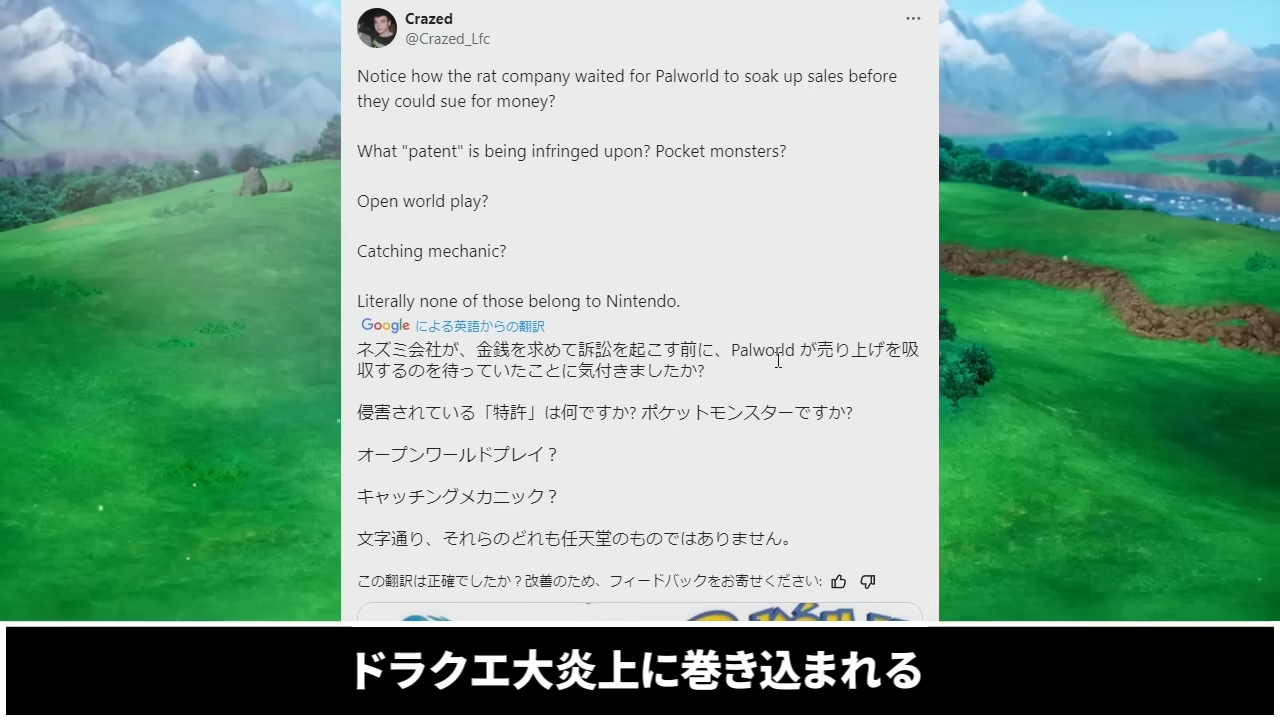 Crazed
@Crazed_Lfc
Notice how the rat company waited for Palworld to soak up sales before
they could sue for money?
What "patent" is being infringed upon? Pocket monsters?
Open world play?
Catching mechanic?
Literally none of those belong to Nintendo.
Google による英語からの翻訳
ネズミ会社が、金銭を求めて訴訟を起こす前に、Palworld が売り上げを吸
収するのを待っていたことに気付きましたか?
侵害されている「特許」は何ですか? ポケットモンスターですか?
オープンワールドプレイ？
キャッチングメカニック？
文字通り、それらのどれも任天堂のものではありません。
この翻訳は正確でしたか？改善のため、フィードバックをお寄せください:
ドラクエ大炎上に巻き込まれる